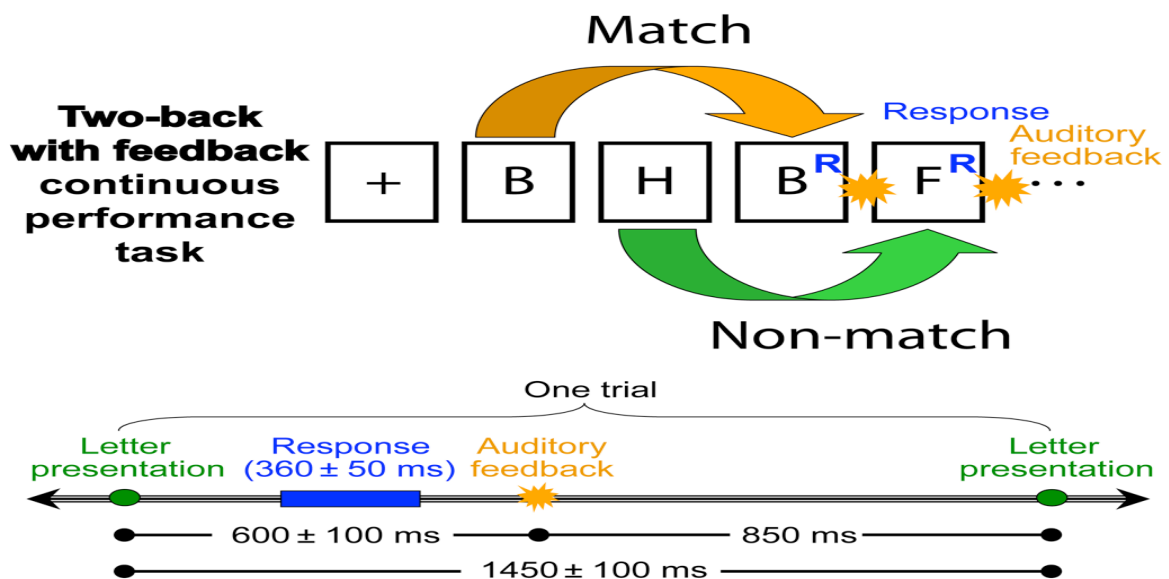 Match
Two-back
with feedback
continuous
performance
task
+
B
H
B R
F R
Response
Auditory
feedback
...
Non-match
One trial
Letter
presentation
Response
(360 ± 50 ms)
Auditory
feedback
Letter
presentation
600 ± 100 ms
850 ms
1450 ± 100 ms